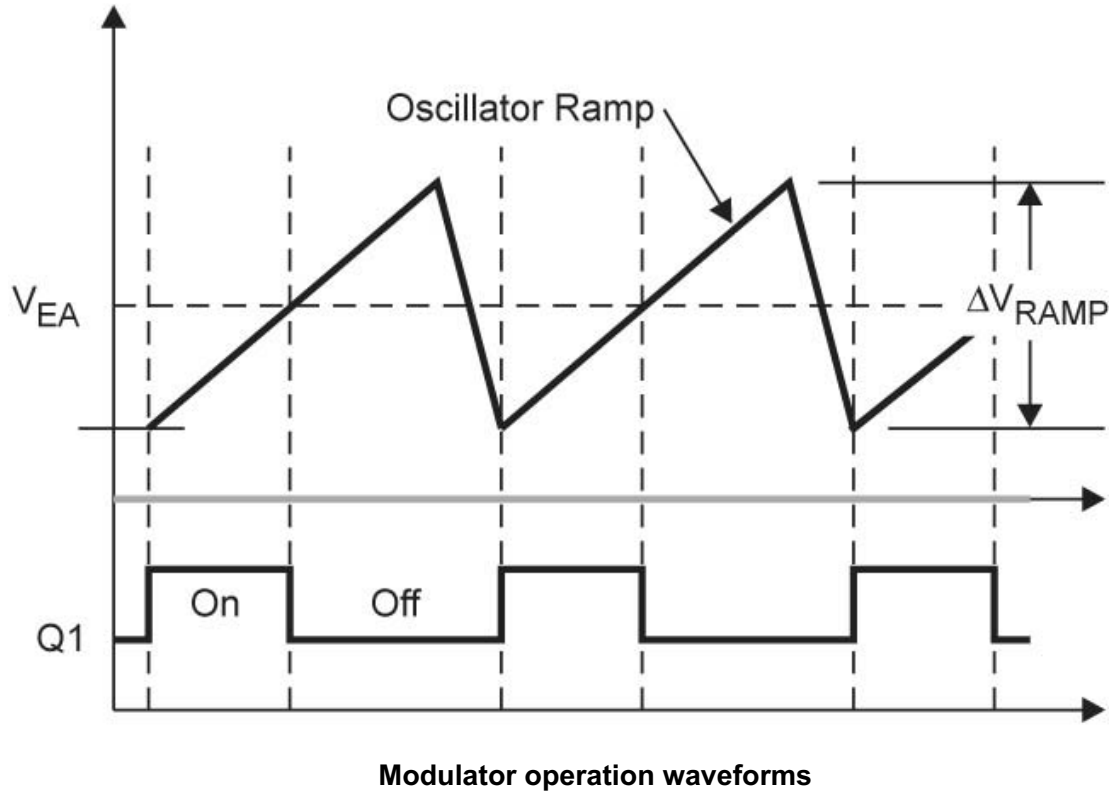 Oscillator Ramp
VEA
ΔVRAMP
On
Off
Q1
Modulator operation waveforms